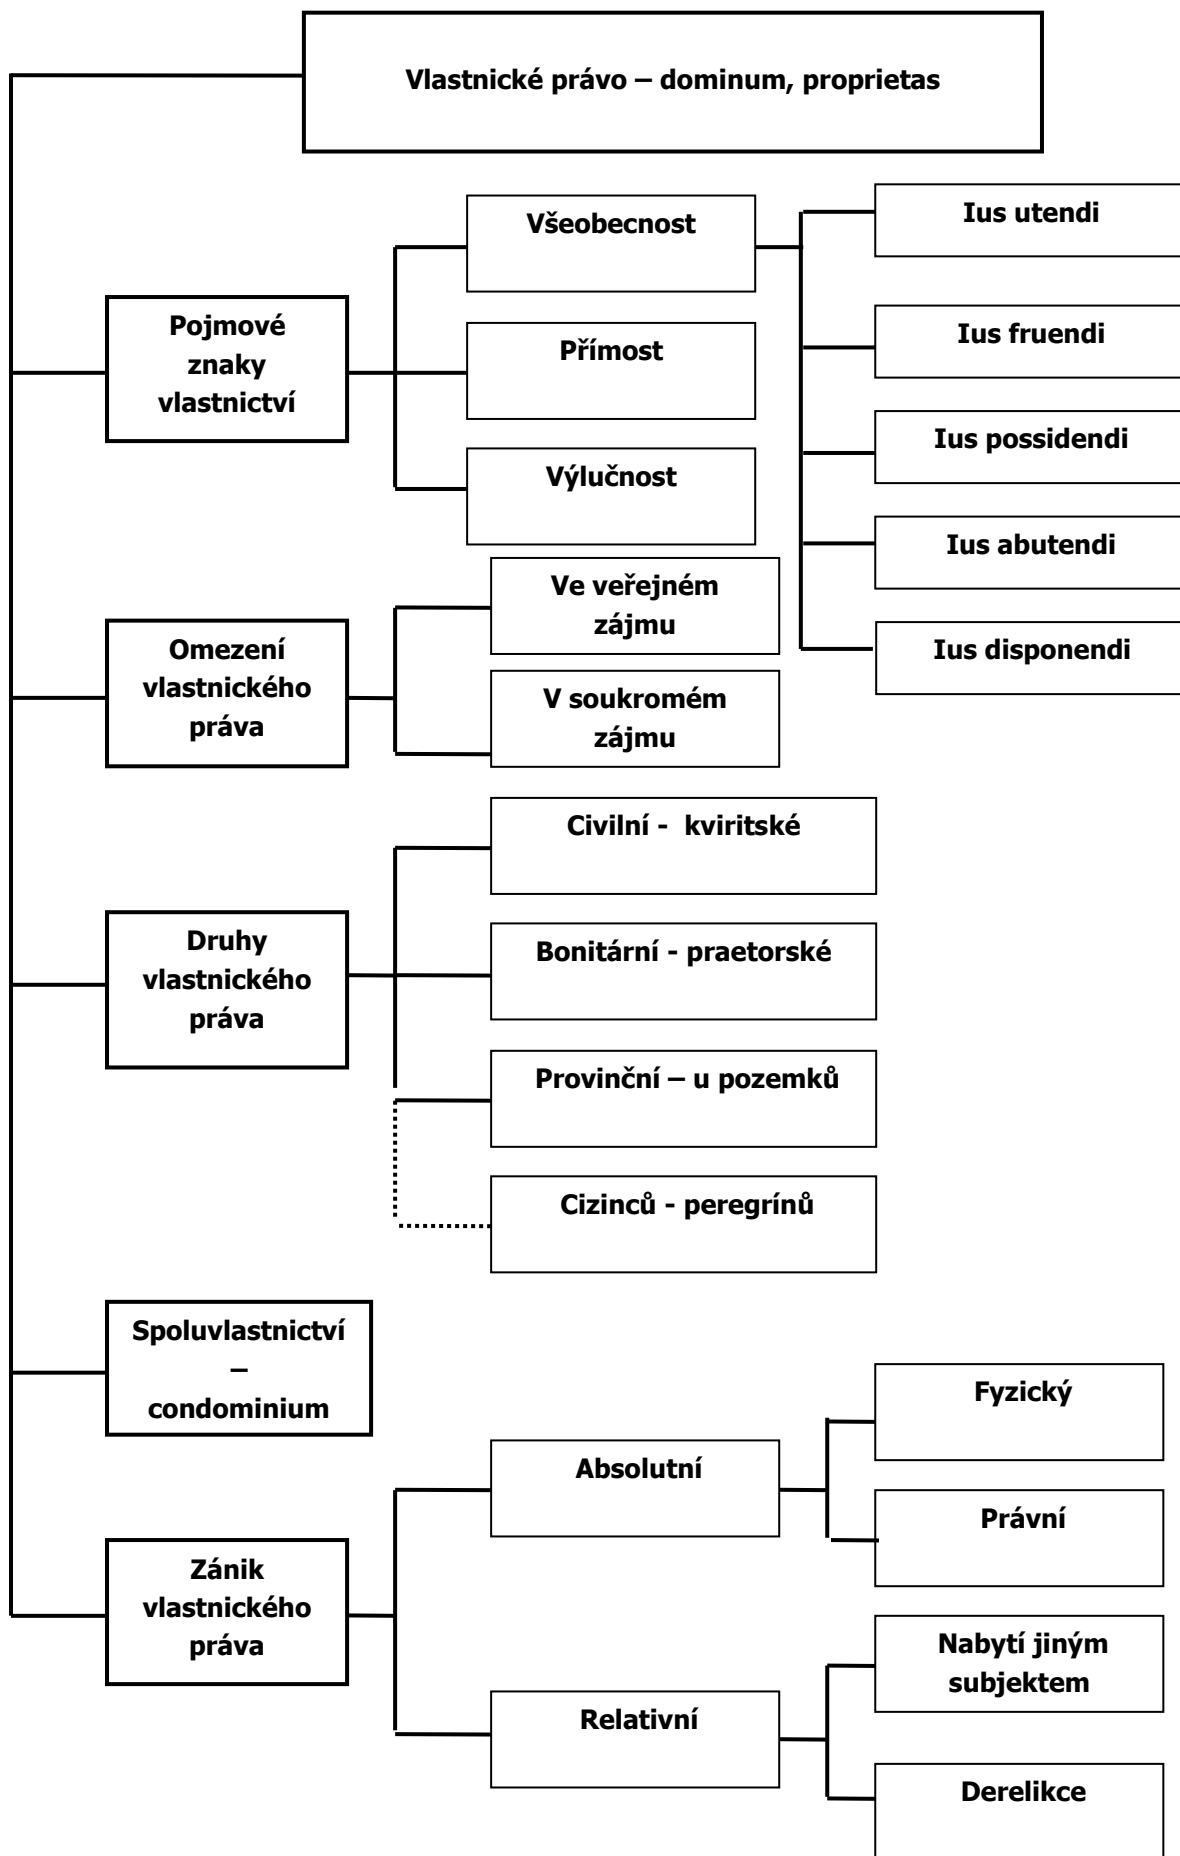 Vlastnické právo – dominum, proprietas
Všeobecnost
Ius utendi
Pojmové
znaky
vlastnictví
Přímost
Ius fruendi
Výlučnost
Ius possidendi
Ius abutendi
Ius disponendi
Omezení
vlastnického
práva
Ve veřejném
zájmu
V soukromém
zájmu
Druhy
vlastnického
práva
Civilní -  kviritské
Bonitární - praetorské
Provinční – u pozemků
Cizinců - peregrínů
Spoluvlastnictví
–
condominium
Zánik
vlastnického
práva
Absolutní
Fyzický
Právní
Relativní
Nabytí jiným
subjektem
Derelikce